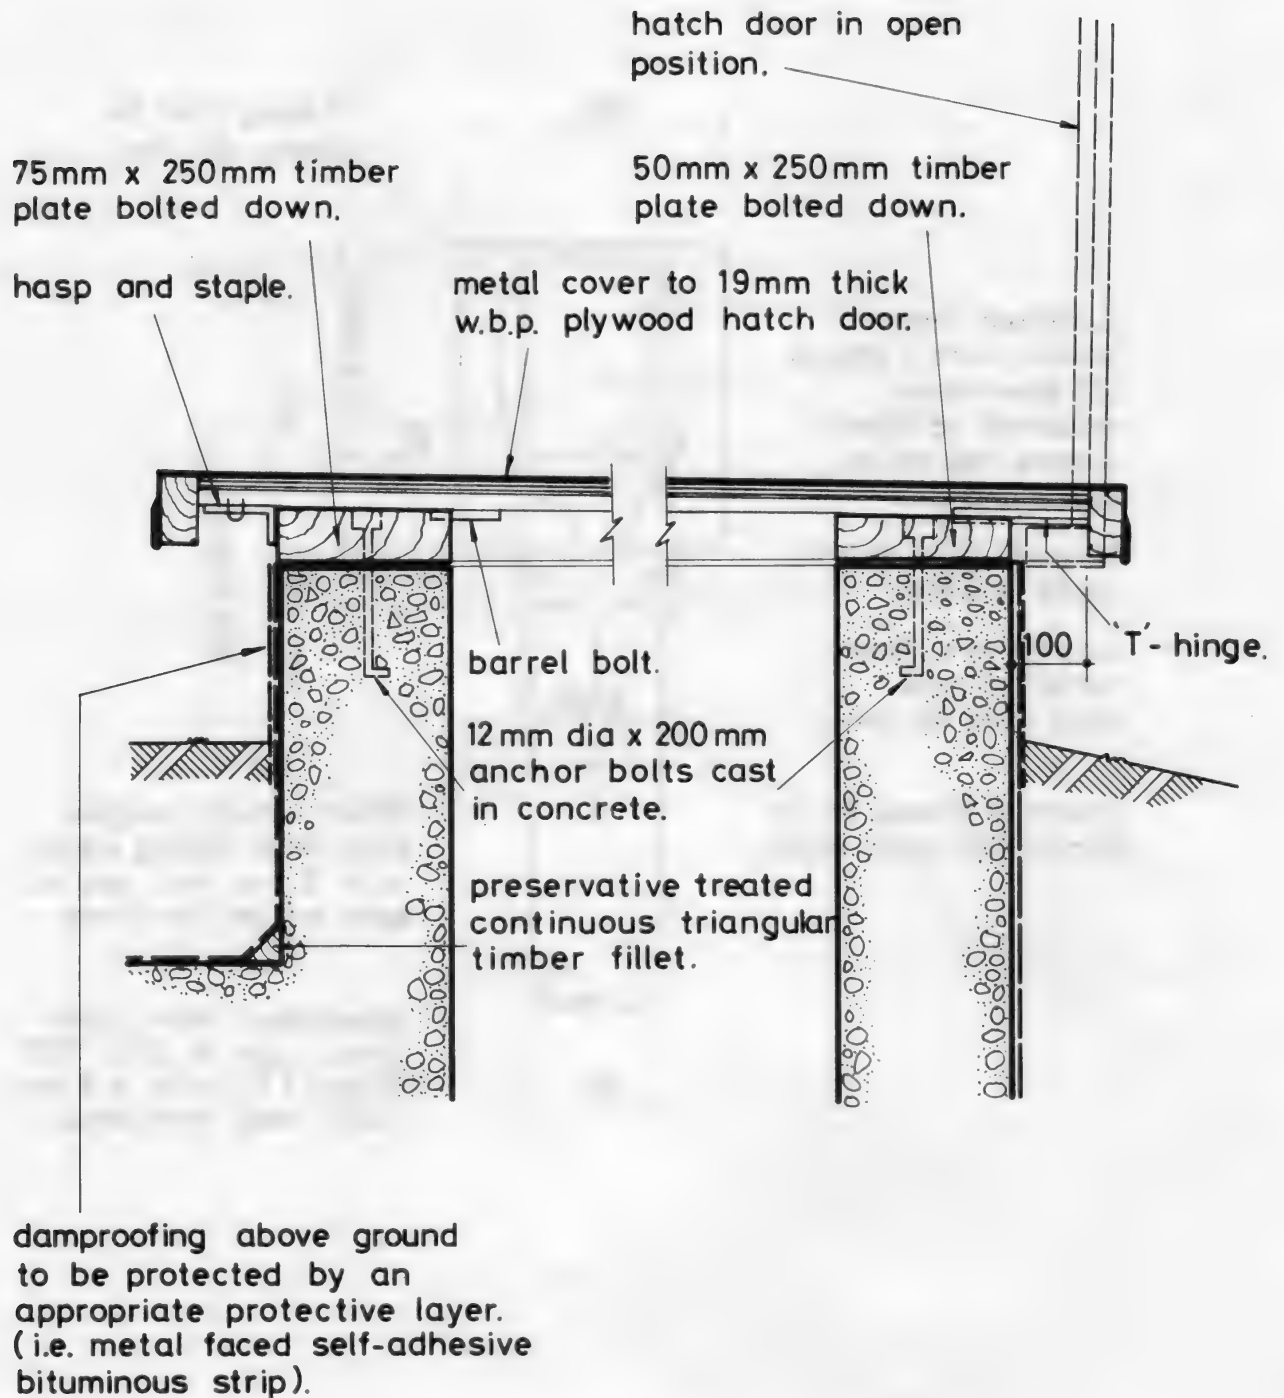 hatch door in open
position.
75mm x 250mm timber
plate bolted down.
50mm x 250mm timber
plate bolted down.
hasp and staple.
metal cover to 19mm thick
w.b.p. plywood hatch door.
barrel bolt.
100
'T'- hinge.
12mm dia x 200mm
anchor bolts cast
in concrete.
preservative treated
continuous triangular
timber fillet.
damproofing above ground
to be protected by an
appropriate protective layer.
(i.e. metal faced self-adhesive
bituminous strip).